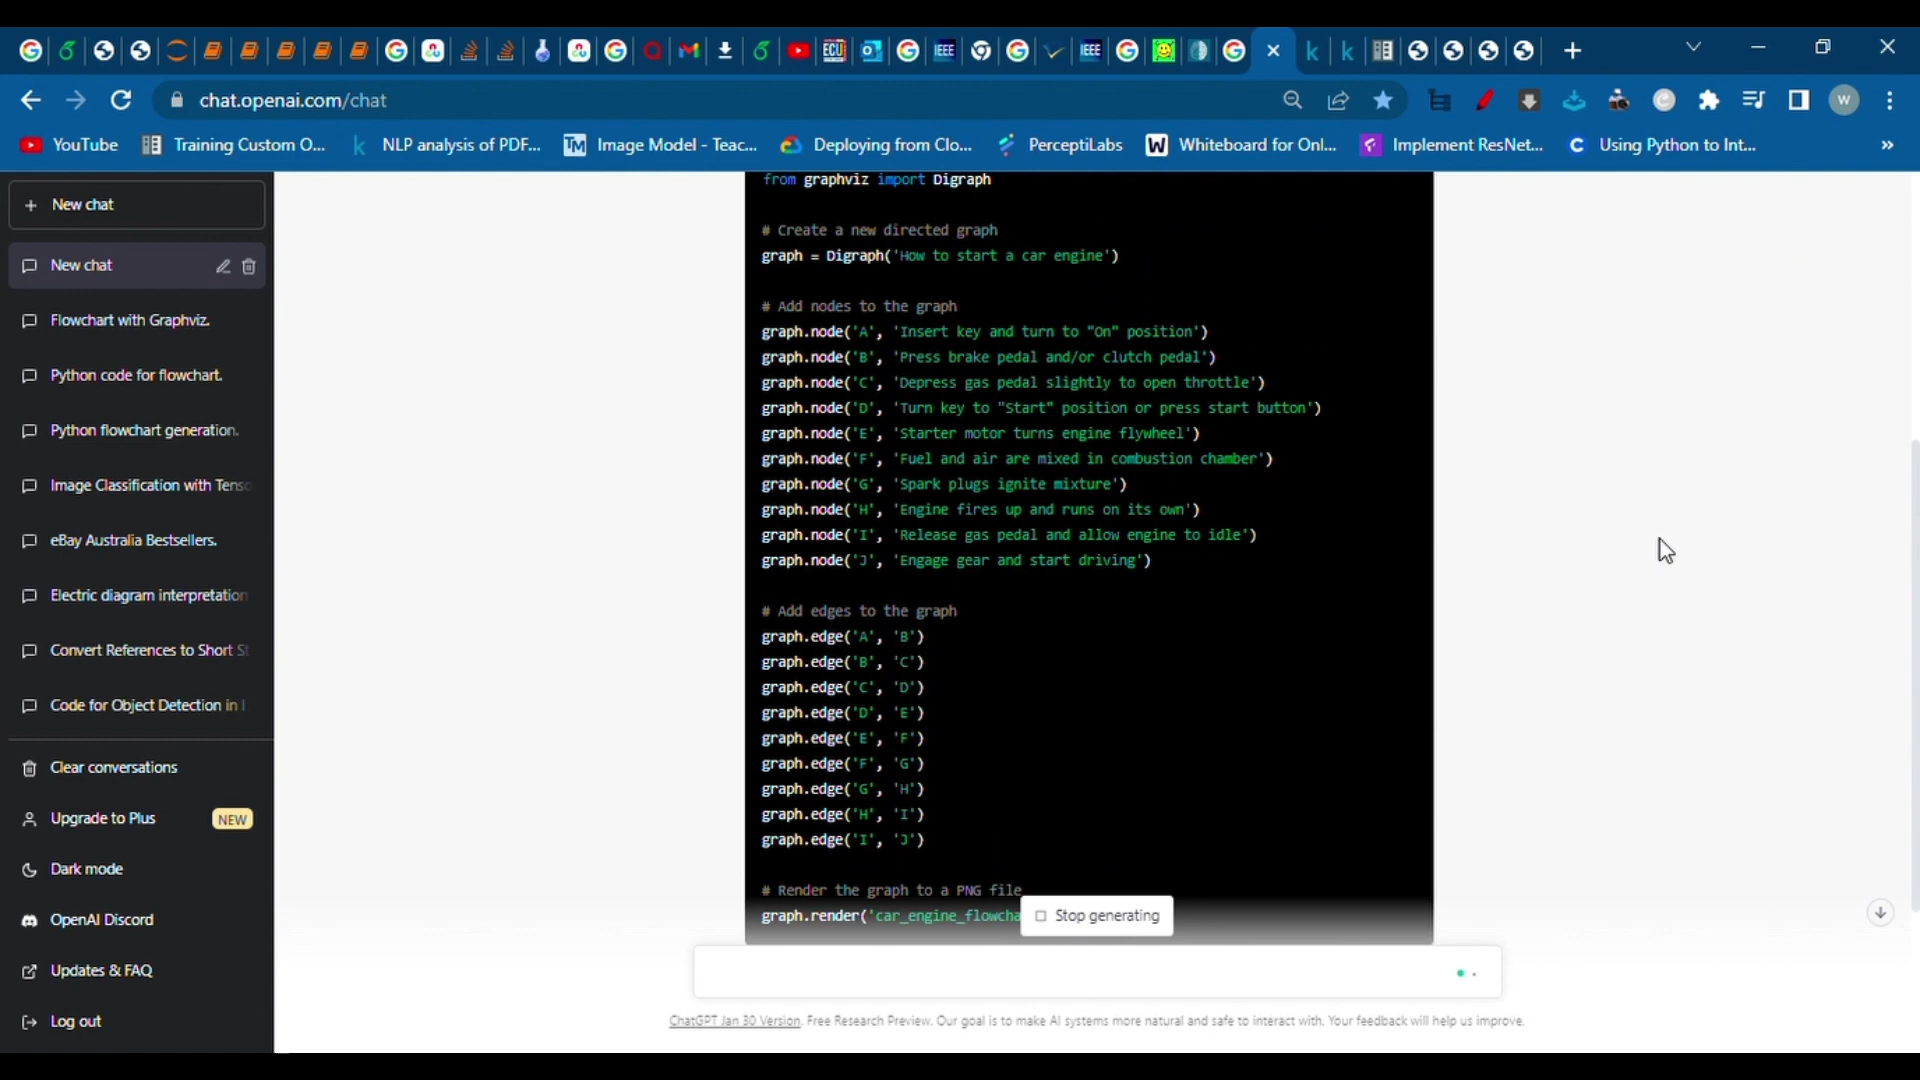 ECU
IEEE
IEEE
chat.openai.com/chat
W
YouTube
Training Custom O...
NLP analysis of PDF...
TM
Image Model - Teac...
Deploying from Clo...
PerceptiLabs
W
Whiteboard for Onl...
Implement ResNet...
C
Using Python to Int...
New chat
New chat
Flowchart with Graphviz.
Python code for flowchart.
Python flowchart generation.
Image Classification with Tenso
eBay Australia Bestsellers.
Electric diagram interpretation
Convert References to Short S
Code for Object Detection in
Clear conversations
Upgrade to Plus
NEW
Dark mode
OpenAI Discord
Updates & FAQ
Log out
from graphviz import Digraph
# Create a new directed graph
graph = Digraph('How to start a car engine')
# Add nodes to the graph
graph.node('A', 'Insert key and turn to "On" position')
graph.node('B', 'Press brake pedal and/or clutch pedal')
graph.node('C', 'Depress gas pedal slightly to open throttle')
graph.node('D', 'Turn key to "Start" position or press start button')
graph.node('E', 'Starter motor turns engine flywheel')
graph.node('F', 'Fuel and air are mixed in combustion chamber')
graph.node('G', 'Spark plugs ignite mixture')
graph.node('H', 'Engine fires up and runs on its own')
graph.node('I', 'Release gas pedal and allow engine to idle')
graph.node('J', 'Engage gear and start driving')
# Add edges to the graph
graph.edge('A', 'B')
graph.edge('B', 'C')
graph.edge('C', 'D')
graph.edge('D', 'E')
graph.edge('E', 'F')
graph.edge('F', 'G')
graph.edge('G', 'H')
graph.edge('H', 'I')
graph.edge('I', 'J')
# Render the graph to a PNG file
graph.render('car_engine_flowcha
Stop generating
ChatGPT Jan 30 Version. Free Research Preview. Our goal is to make AI systems more natural and safe to interact with. Your feedback will help us improve.